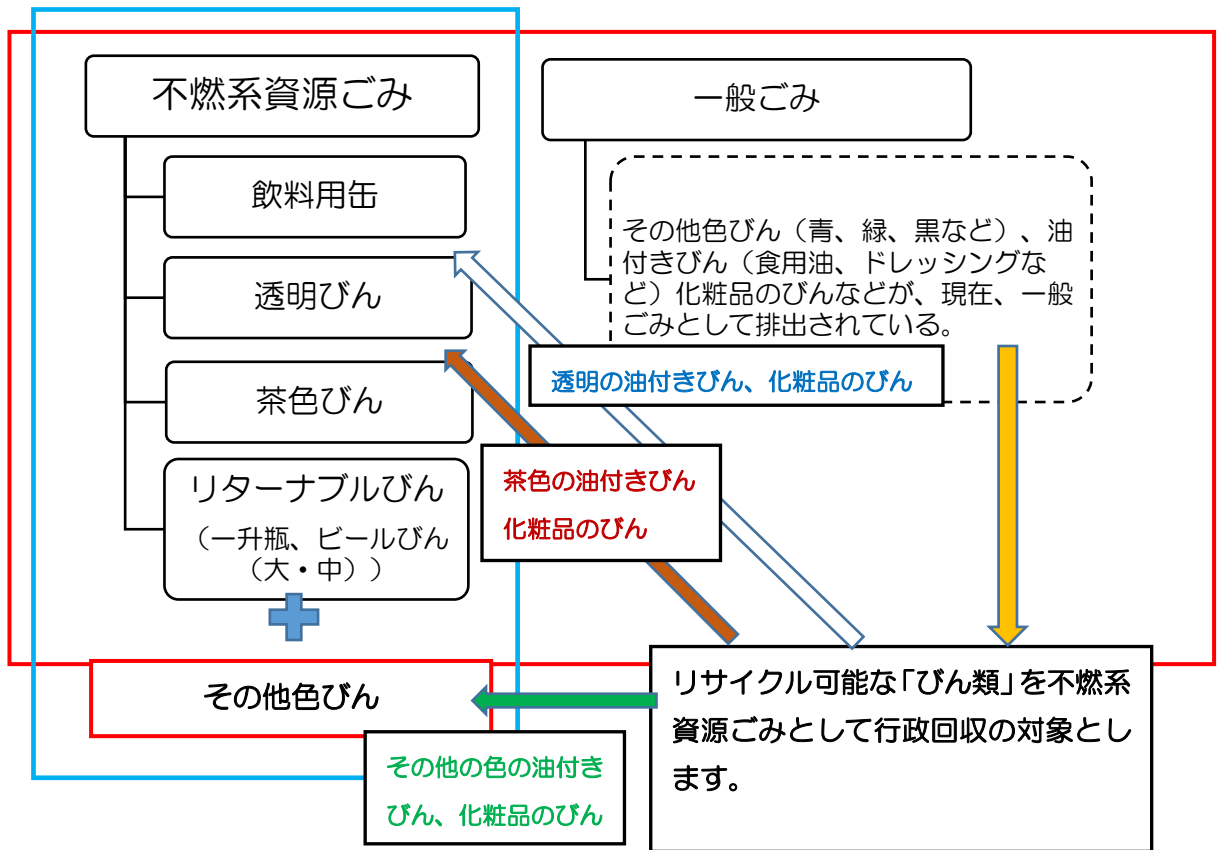 不燃系資源ごみ
飲料用缶
透明びん
茶色びん
リターナブルびん
（一升瓶、ビールびん
（大・中））
その他色びん
一般ごみ
その他色びん（青、緑、黒など）、油
付きびん（食用油、ドレッシングな
ど）化粧品のびんなどが、現在、一般
ごみとして排出されている。
透明の油付きびん、化粧品のびん
茶色の油付きびん
化粧品のびん
その他の色の油付き
びん、化粧品のびん
リサイクル可能な「びん類」を不燃系
資源ごみとして行政回収の対象とし
ます。